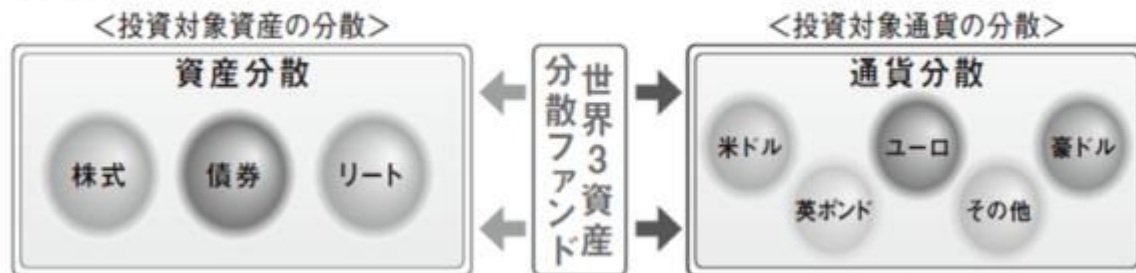 <投資対象資産の分散>
資産分散
株式
債券
リート
世界3資産
分散ファンド
<投資対象通貨の分散>
通貨分散
米ドル
ユーロ
豪ドル
英ポンド
その他